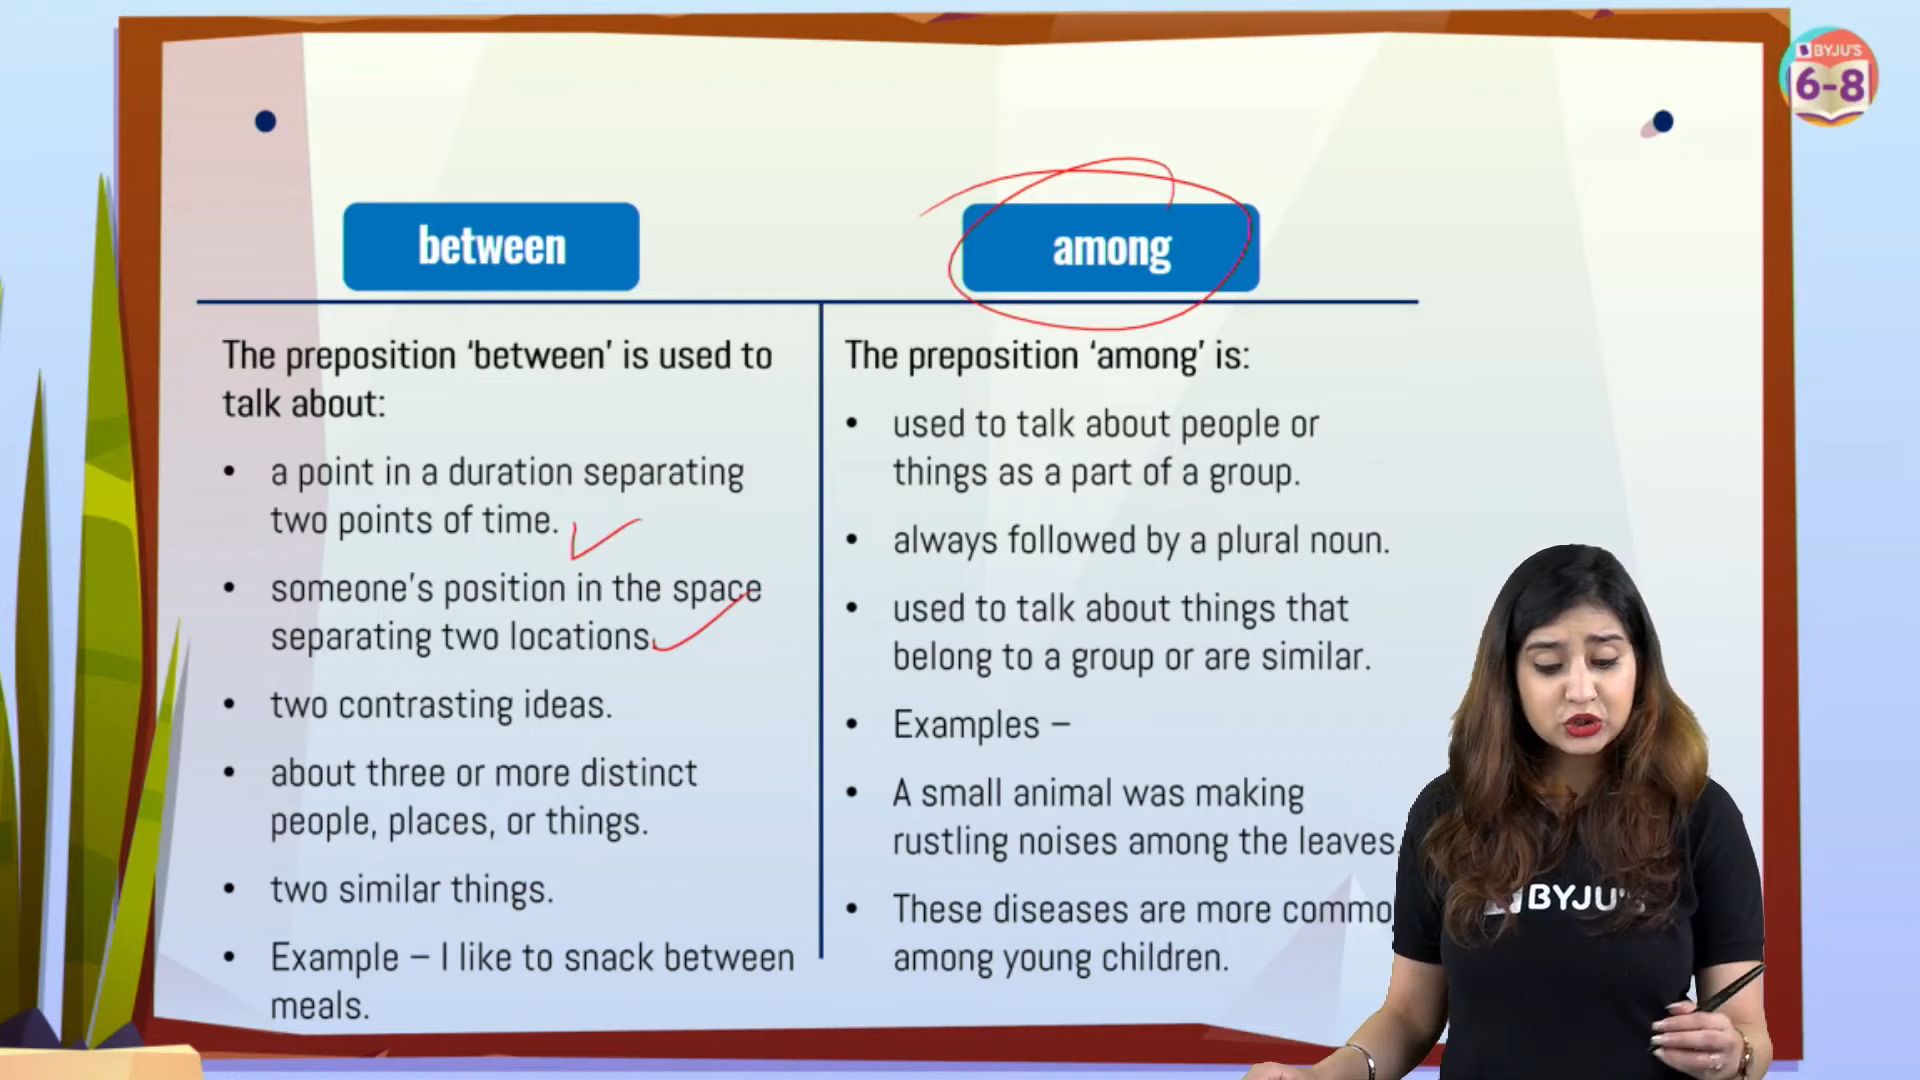 BYJU'S
6-8
between
among
The preposition ‘between’ is used to
talk about:
• a point in a duration separating
two points of time.
• someone's position in the space
separating two locations.
• two contrasting ideas.
• about three or more distinct
people, places, or things.
• two similar things.
• Example – I like to snack between
meals.
The preposition ‘among’ is:
• used to talk about people or
things as a part of a group.
• always followed by a plural noun.
• used to talk about things that
belong to a group or are similar.
• Examples –
• A small animal was making
rustling noises among the leaves.
• These diseases are more commo
among young children.
BYJU'S